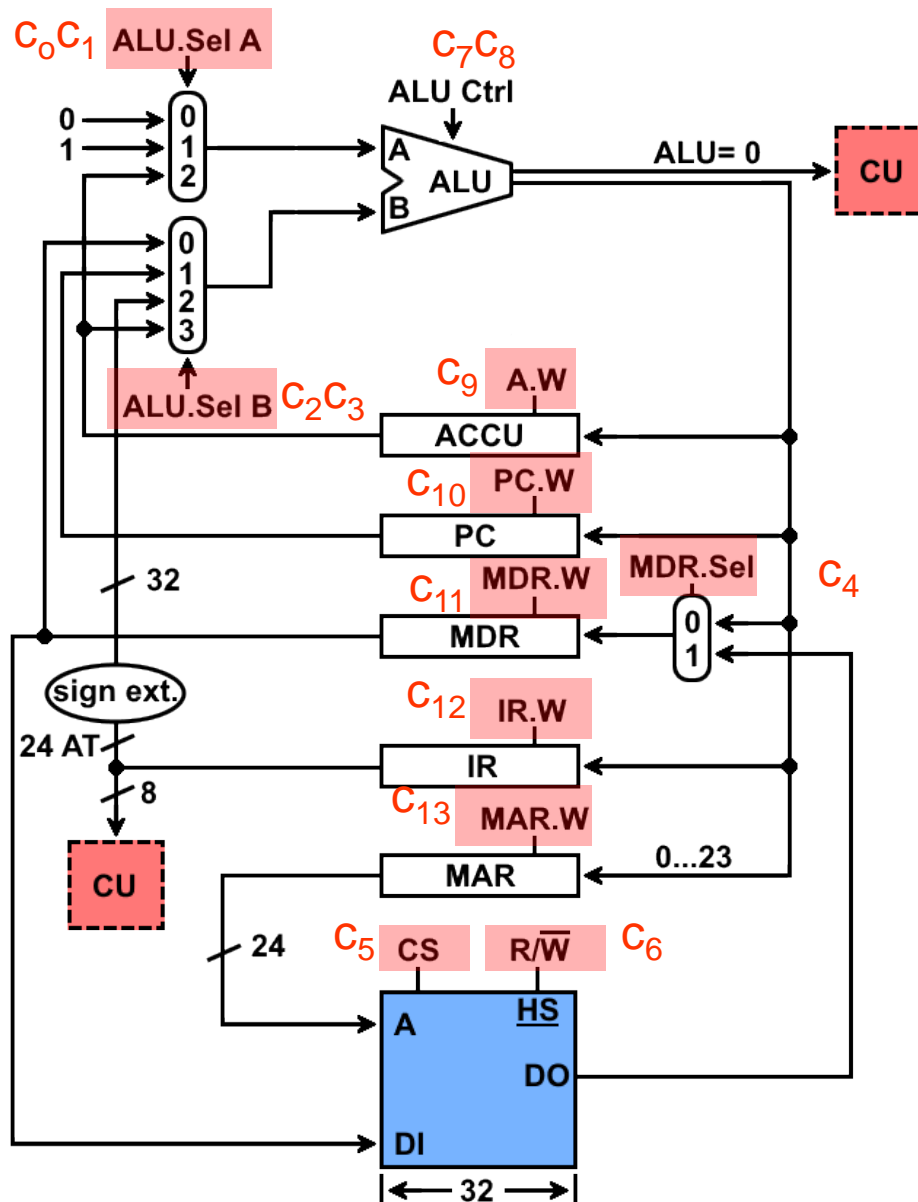 C₀C₁ ALU.Sel A
C₇C₈
ALU Ctrl
0
1
0
1
2
A
B
ALU
ALU= 0
CU
0
1
2
3
ALU.Sel B C₂C₃
C₉ A.W
ACCU
C₁₀ PC.W
PC
32
C₁₁ MDR.W
MDR
MDR.Sel C₄
0
1
sign ext.
24 AT
8
CU
C₁₂ IR.W
IR
C₁₃ MAR.W
MAR
0...23
24
C₅ CS
R/W̅ C₆
HS
A
DO
DI
32